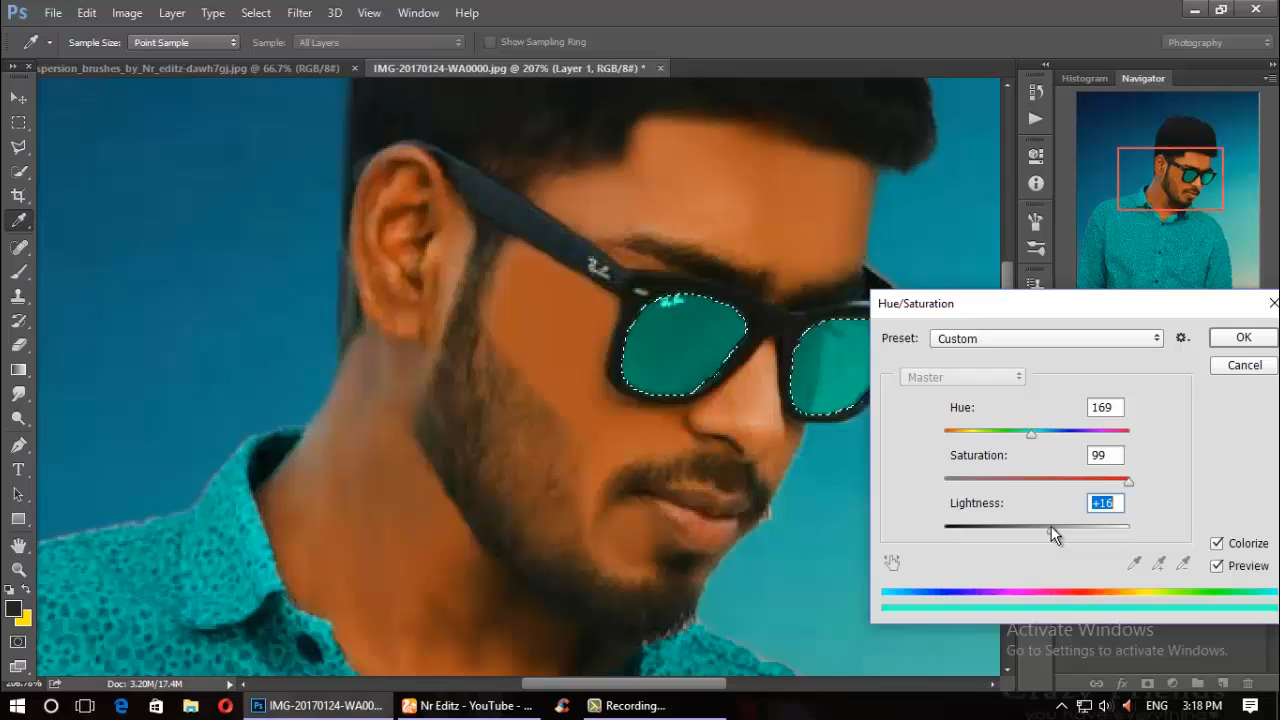 Ps File Edit Image Layer Type Select Filter 3D View Window Help
Sample Size: Point Sample Sample: All Layers Show Sampling Ring Photography
spersion_brushes_by_Nr_editz-dawh7gj.jpg @ 66.7% (RGB/8#) × IMG-20170124-WA0000.jpg @ 207% (Layer 1, RGB/8#) * × Histogram Navigator
Hue/Saturation
Preset: Custom OK
Cancel
Master
Hue: 169
Saturation: 99
Lightness: +16
Colorize
Preview
Activate Windows
Go to Settings to activate Windows.
Doc: 3.20M/17.4M
Crazy Friends
IMG-20170124-WA0... Nr Editz - YouTube - ... Recording... ENG 3:18 PM